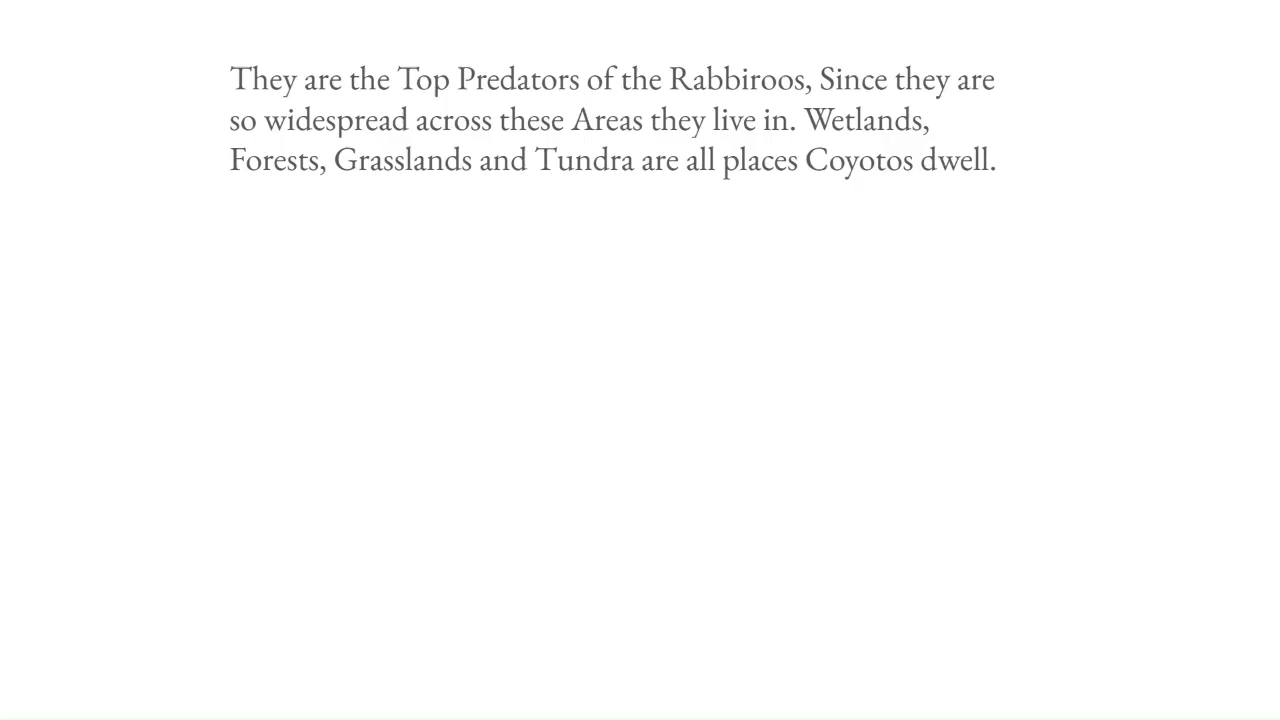 They are the Top Predators of the Rabbiroos, Since they are
so widespread across these Areas they live in. Wetlands,
Forests, Grasslands and Tundra are all places Coyotos dwell.